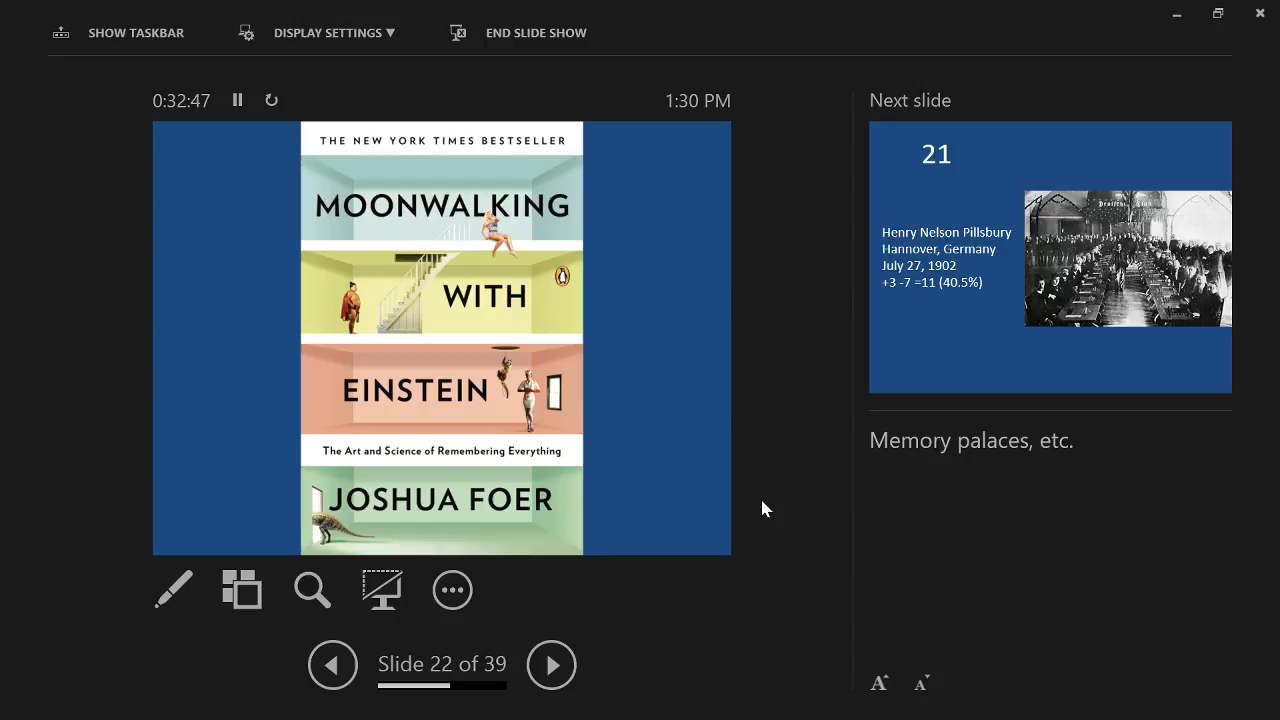 SHOW TASKBAR
DISPLAY SETTINGS ▼
END SLIDE SHOW
0:32:47
1:30 PM
THE NEW YORK TIMES BESTSELLER
MOONWALKING
WITH
EINSTEIN
The Art and Science of Remembering Everything
JOSHUA FOER
Slide 22 of 39
Next slide
21
Henry Nelson Pillsbury
Hannover, Germany
July 27, 1902
+3 -7 =11 (40.5%)
Memory palaces, etc.
A A